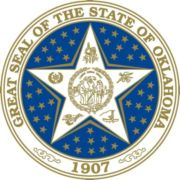 GREAT SEAL OF THE STATE OF OKLAHOMA
1907